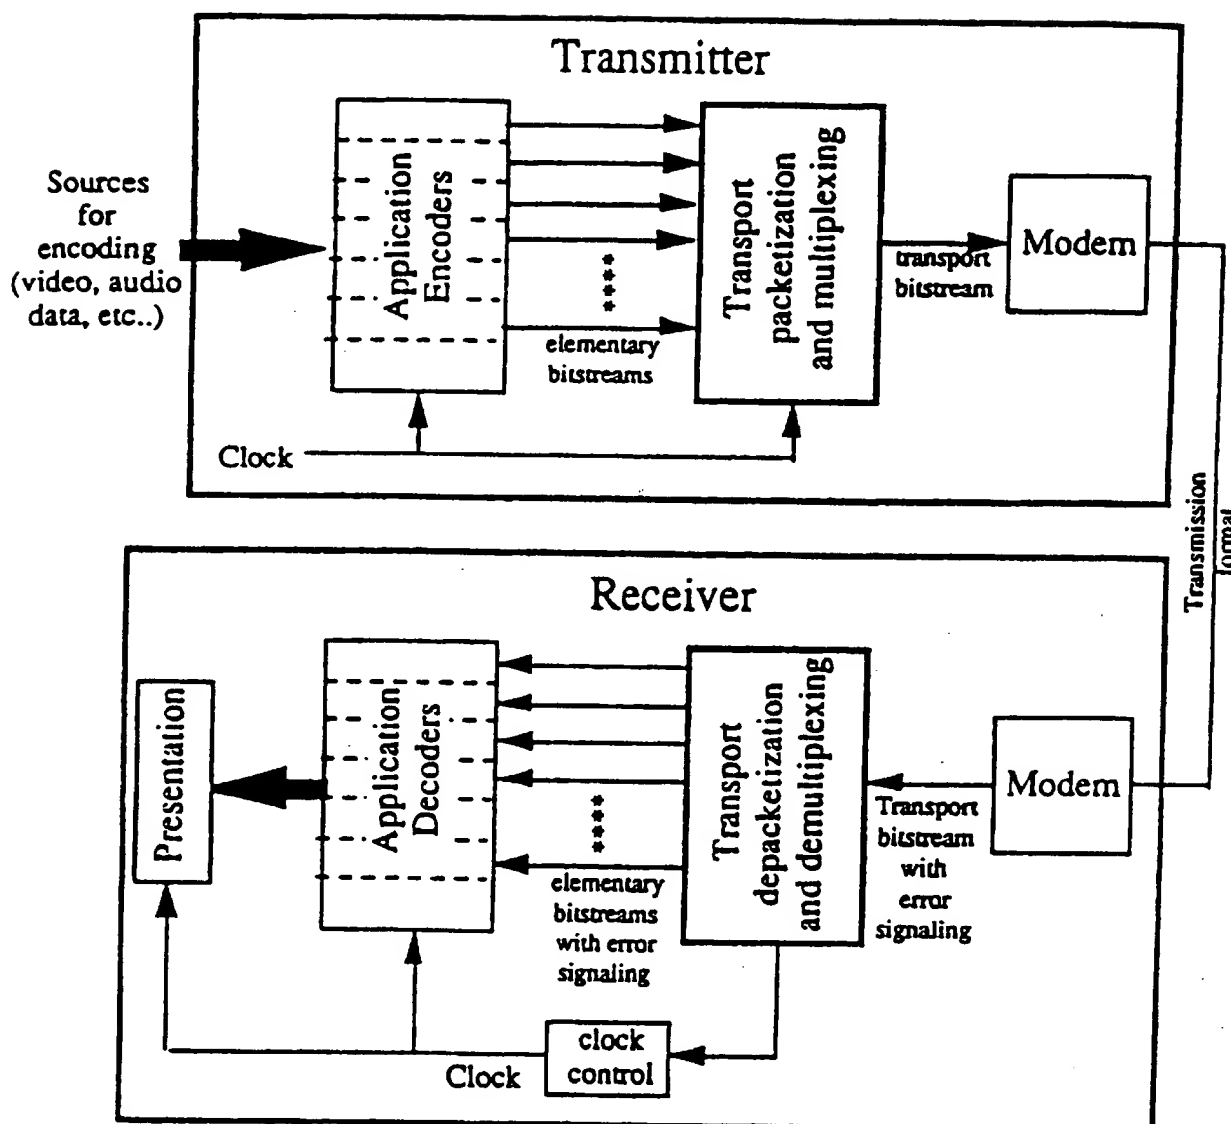 Transmitter
Sources
for
encoding
(video, audio
data, etc..)
Application
Encoders
****
elementary
bitstreams
Transport
packetization
and multiplexing
transport
bitstream
Modem
Clock
Transmission
format
Receiver
Presentation
Application
Decoders
****
elementary
bitstreams
with error
signaling
Transport
depacketization
and demultiplexing
Transport
bitstream
with
error
signaling
Modem
Clock
clock
control